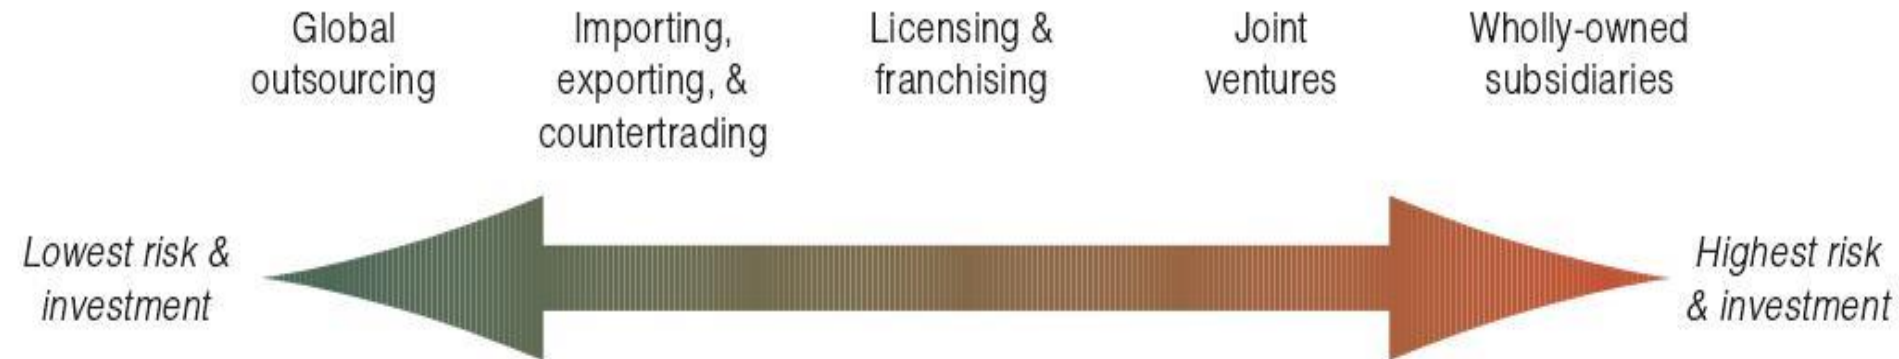 Global
outsourcing
Importing,
exporting, &
countertrading
Licensing &
franchising
Joint
ventures
Wholly-owned
subsidiaries
Lowest risk &
investment
Highest risk
& investment